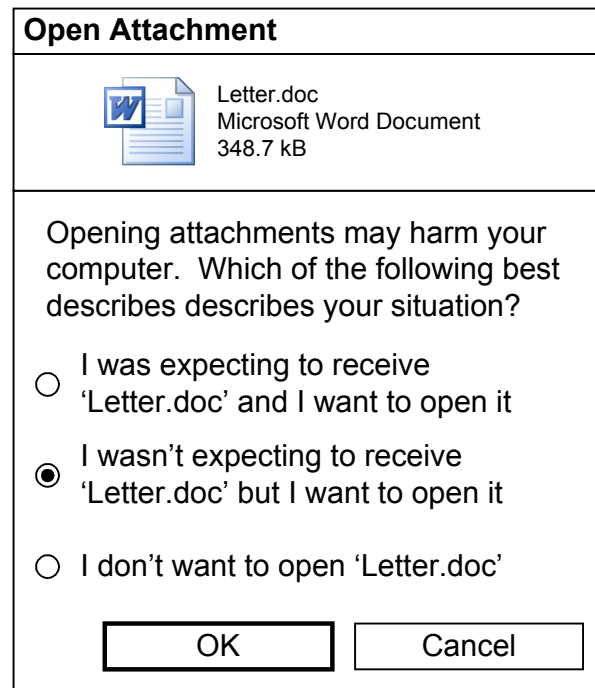 Open Attachment
W
Letter.doc
Microsoft Word Document
348.7 kB
Opening attachments may harm your
computer.  Which of the following best
describes describes your situation?
I was expecting to receive
‘Letter.doc’ and I want to open it
I wasn’t expecting to receive
‘Letter.doc’ but I want to open it
I don’t want to open ‘Letter.doc’
OK
Cancel